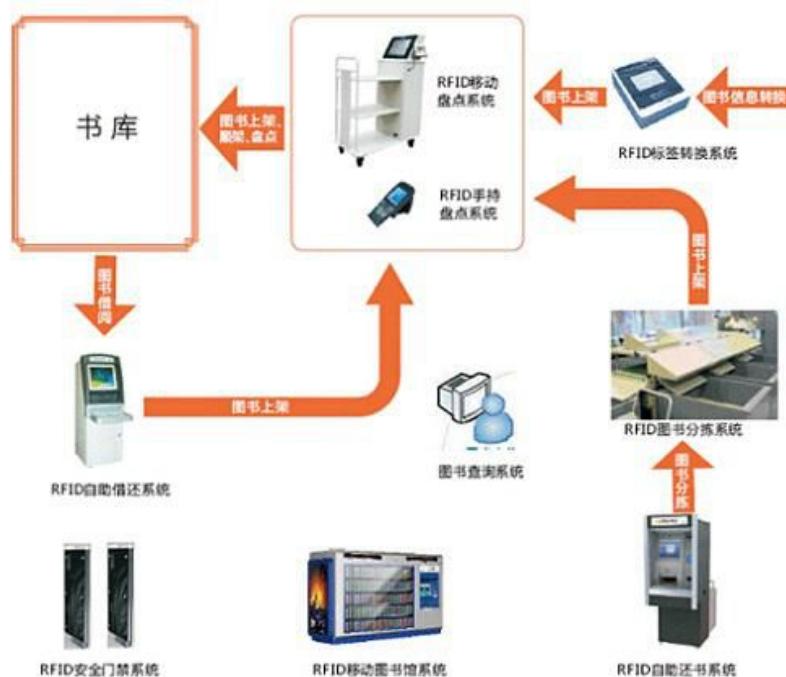 书库
图书上架、
顺架、盘点
RFID移动
盘点系统
RFID手持
盘点系统
图书上架
图书信息转换
RFID标签转换系统
图书上架
图书借阅
图书上架
图书查询系统
RFID图书分拣系统
RFID自助借还系统
图书分拣
RFID安全门禁系统
RFID移动图书馆系统
RFID自助还书系统